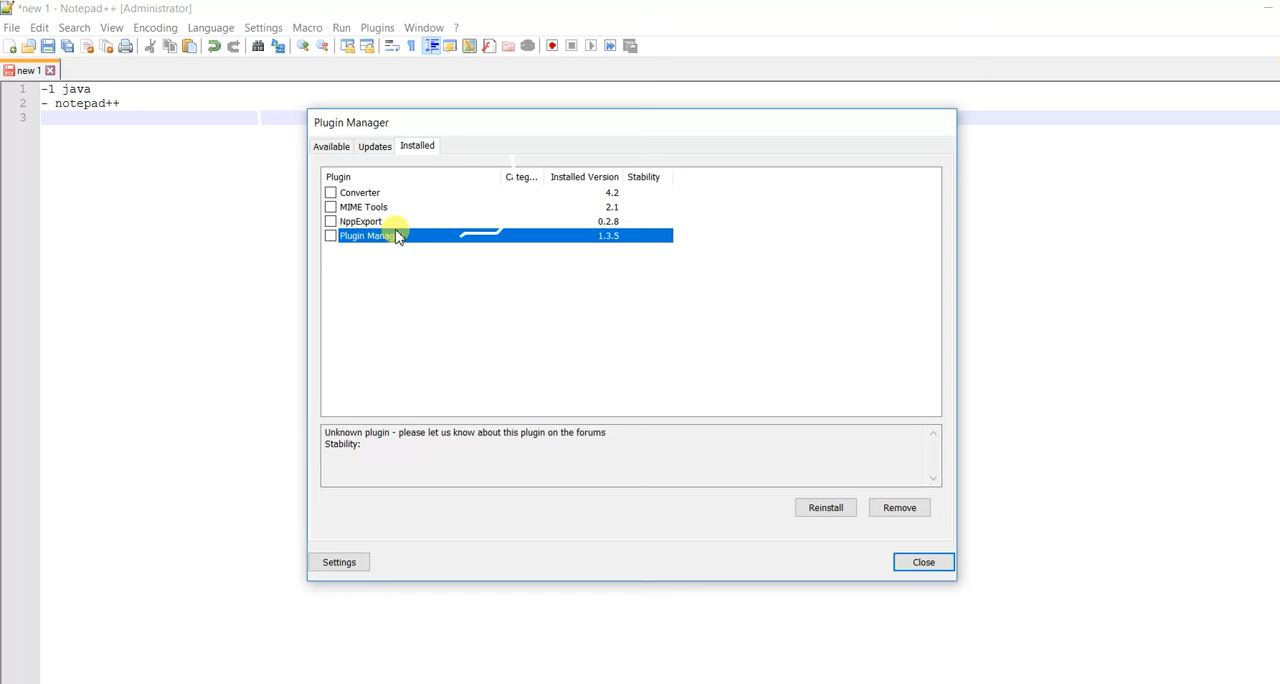 *new 1 - Notepad++ [Administrator]
File Edit Search View Encoding Language Settings Macro Run Plugins Window ?
new 1
1 -1 java
2 - notepad++
3
Plugin Manager
Available Updates Installed
Plugin Installed Version Stability
Converter 4.2
MIME Tools 2.1
NppExport 0.2.8
Plugin 1.3.5
Unknown plugin - please let us know about this plugin on the forums
Stability:
Reinstall Remove
Settings Close